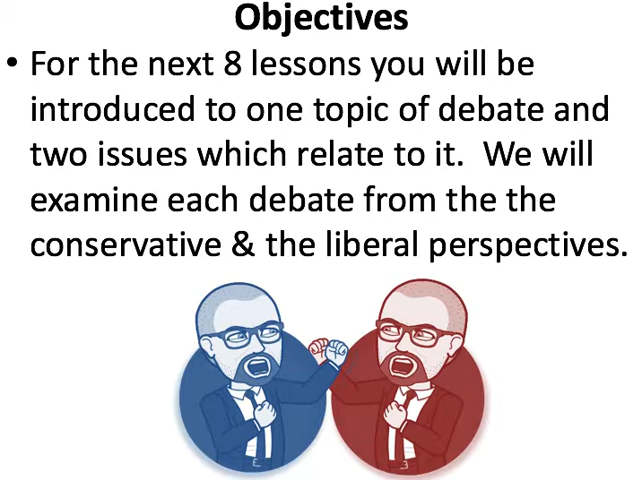 Objectives
• For the next 8 lessons you will be
introduced to one topic of debate and
two issues which relate to it.  We will
examine each debate from the the
conservative & the liberal perspectives.